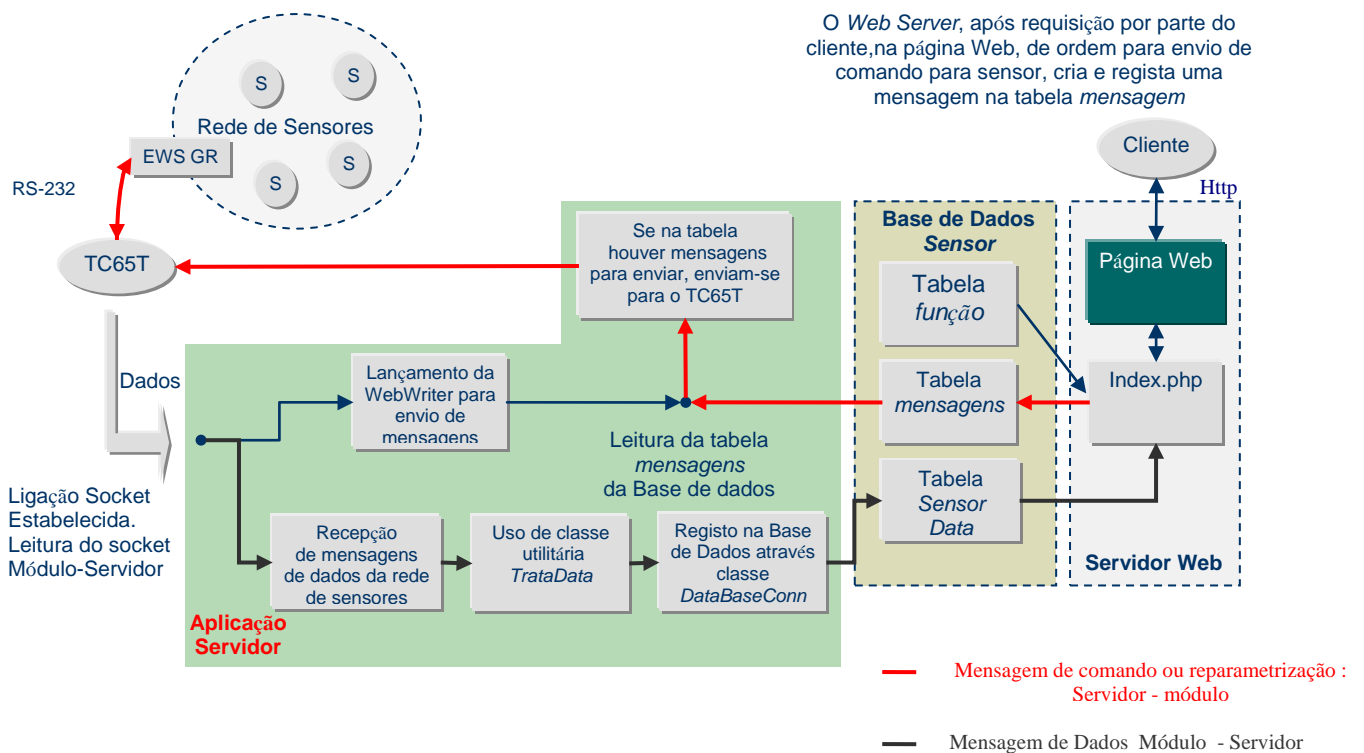 O Web Server, após requisição por parte do
cliente,na página Web, de ordem para envio de
comando para sensor, cria e regista uma
mensagem na tabela mensagem
S
S
Rede de Sensores
S
S
EWS GR
RS-232
TC65T
Cliente
Http
Se na tabela
houver mensagens
para enviar, enviam-se
para o TC65T
Base de Dados
Sensor
Tabela
função
Página Web
Dados
Lançamento da
WebWriter para
envio de
mensagens
Tabela
mensagens
Index.php
Leitura da tabela
mensagens
da Base de dados
Ligação Socket
Estabelecida.
Leitura do socket
Módulo-Servidor
Recepção
de mensagens
de dados da rede
de sensores
Uso de classe
utilitária
TrataData
Registo na Base
de Dados através
classe
DataBaseConn
Tabela
Sensor
Data
Servidor Web
Aplicação
Servidor
Mensagem de comando ou reparametrização :
Servidor - módulo
Mensagem de Dados Módulo - Servidor